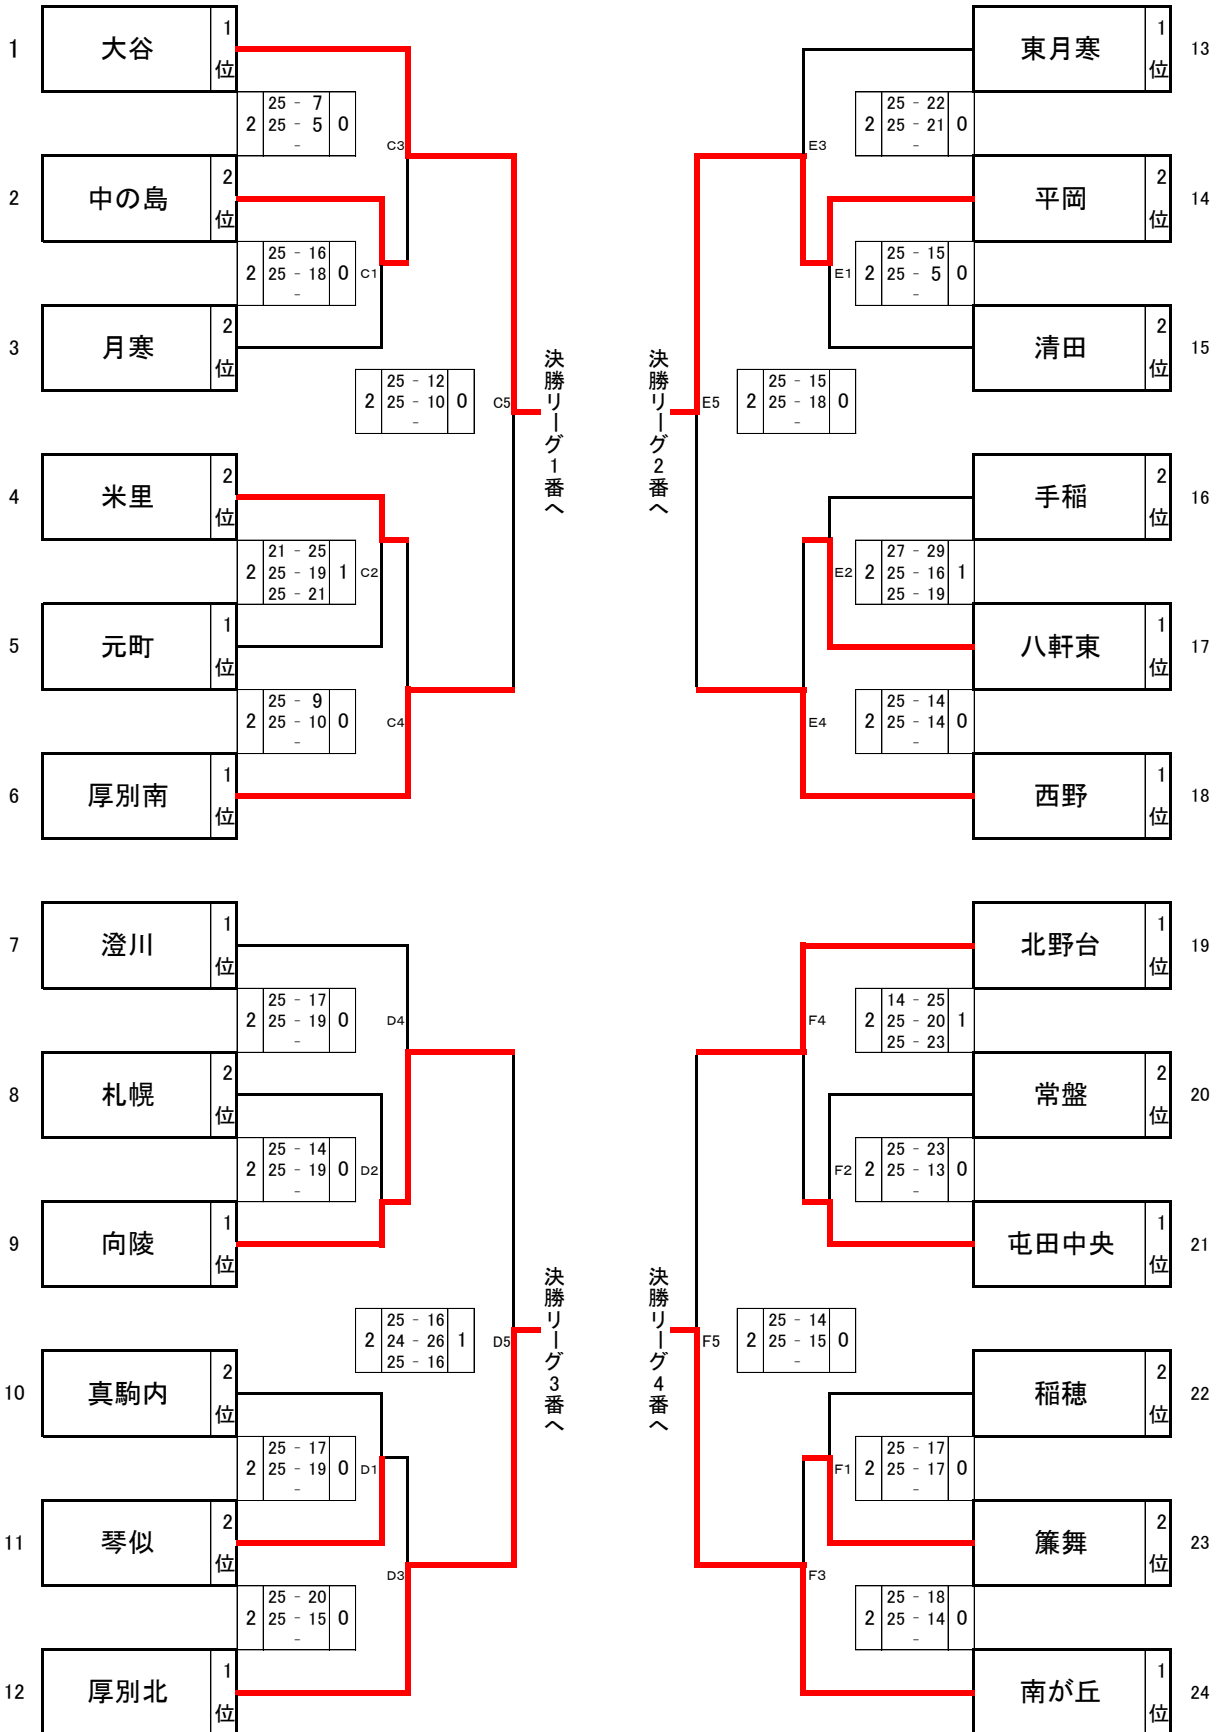 1 大谷 1位
25 - 7
2 25 - 5 0
-
C3
2 中の島 2位
25 - 16
2 25 - 18 0
-
C1
3 月寒 2位
25 - 12
2 25 - 10 0
-
C5
決勝リーグ1番へ
4 米里 2位
21 - 25
2 25 - 19 1
25 - 21
C2
5 元町 1位
25 - 9
2 25 - 10 0
-
C4
6 厚別南 1位
東月寒 1位 13
E3
25 - 22
2 25 - 21 0
-
平岡 2位 14
E1
25 - 15
2 25 - 5 0
-
清田 2位 15
決勝リーグ2番へ
E5
25 - 15
2 25 - 18 0
-
手稲 2位 16
E2
27 - 29
2 25 - 16 1
25 - 19
八軒東 1位 17
E4
25 - 14
2 25 - 14 0
-
西野 1位 18
7 澄川 1位
25 - 17
2 25 - 19 0
-
D4
8 札幌 2位
25 - 14
2 25 - 19 0
-
D2
9 向陵 1位
25 - 16
2 24 - 26 1
25 - 16
D5
決勝リーグ3番へ
10 真駒内 2位
25 - 17
2 25 - 19 0
-
D1
11 琴似 2位
25 - 20
2 25 - 15 0
-
D3
12 厚別北 1位
北野台 1位 19
F4
14 - 25
2 25 - 20 1
25 - 23
常盤 2位 20
F2
25 - 23
2 25 - 13 0
-
屯田中央 1位 21
決勝リーグ4番へ
F5
25 - 14
2 25 - 15 0
-
稲穂 2位 22
F1
25 - 17
2 25 - 17 0
-
簾舞 2位 23
F3
25 - 18
2 25 - 14 0
-
南が丘 1位 24